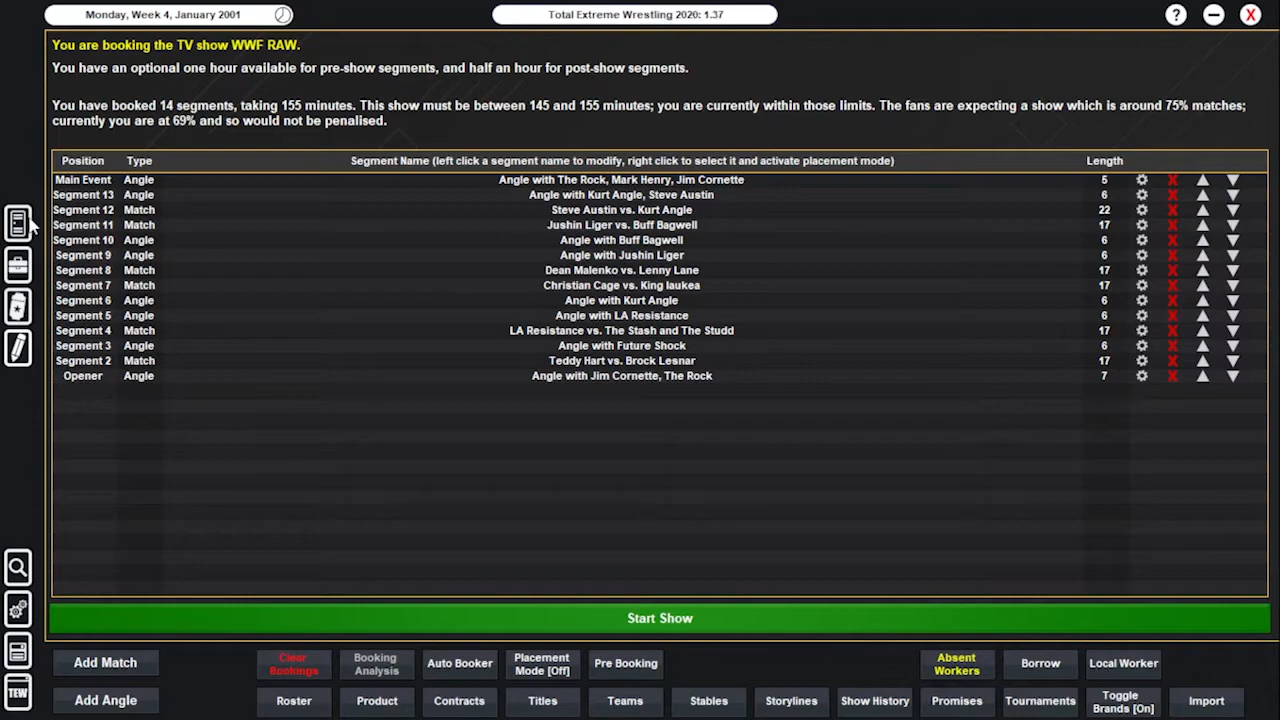 Monday, Week 4, January 2001
Total Extreme Wrestling 2020: 1.37
? – X
You are booking the TV show WWF RAW.
You have an optional one hour available for pre-show segments, and half an hour for post-show segments.
You have booked 14 segments, taking 155 minutes. This show must be between 145 and 155 minutes; you are currently within those limits. The fans are expecting a show which is around 75% matches;
currently you are at 69% and so would not be penalised.
Position Type Segment Name (left click a segment name to modify, right click to select it and activate placement mode) Length
Main Event Angle Angle with The Rock, Mark Henry, Jim Cornette 5 X
Segment 13 Angle Angle with Kurt Angle, Steve Austin 6 X
Segment 12 Match Steve Austin vs. Kurt Angle 22 X
Segment 11 Match Jushin Liger vs. Buff Bagwell 17 X
Segment 10 Angle Angle with Buff Bagwell 6 X
Segment 9 Angle Angle with Jushin Liger 6 X
Segment 8 Match Dean Malenko vs. Lenny Lane 17 X
Segment 7 Match Christian Cage vs. King Iaukea 17 X
Segment 6 Angle Angle with Kurt Angle 6 X
Segment 5 Angle Angle with LA Resistance 6 X
Segment 4 Match LA Resistance vs. The Stash and The Studd 17 X
Segment 3 Angle Angle with Future Shock 6 X
Segment 2 Match Teddy Hart vs. Brock Lesnar 17 X
Opener Angle Angle with Jim Cornette, The Rock 7 X
Start Show
Add Match
Clear
Bookings
Booking
Analysis
Auto Booker
Placement
Mode [Off]
Pre Booking
Absent
Workers
Borrow
Local Worker
TEW
Add Angle
Roster
Product
Contracts
Titles
Teams
Stables
Storylines
Show History
Promises
Tournaments
Toggle
Brands [On]
Import